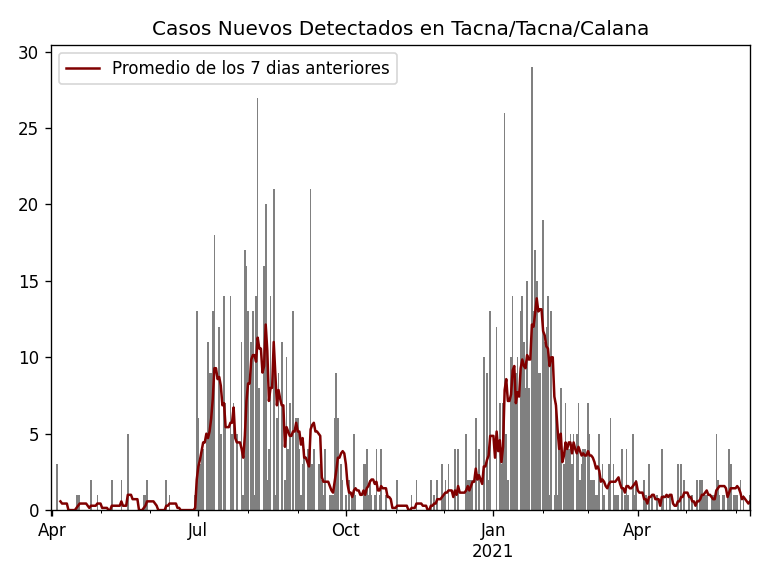 Casos Nuevos Detectados en Tacna/Tacna/Calana
Promedio de los 7 dias anteriores
30
25
20
15
10
5
0
Apr Jul Oct Jan Apr
2021